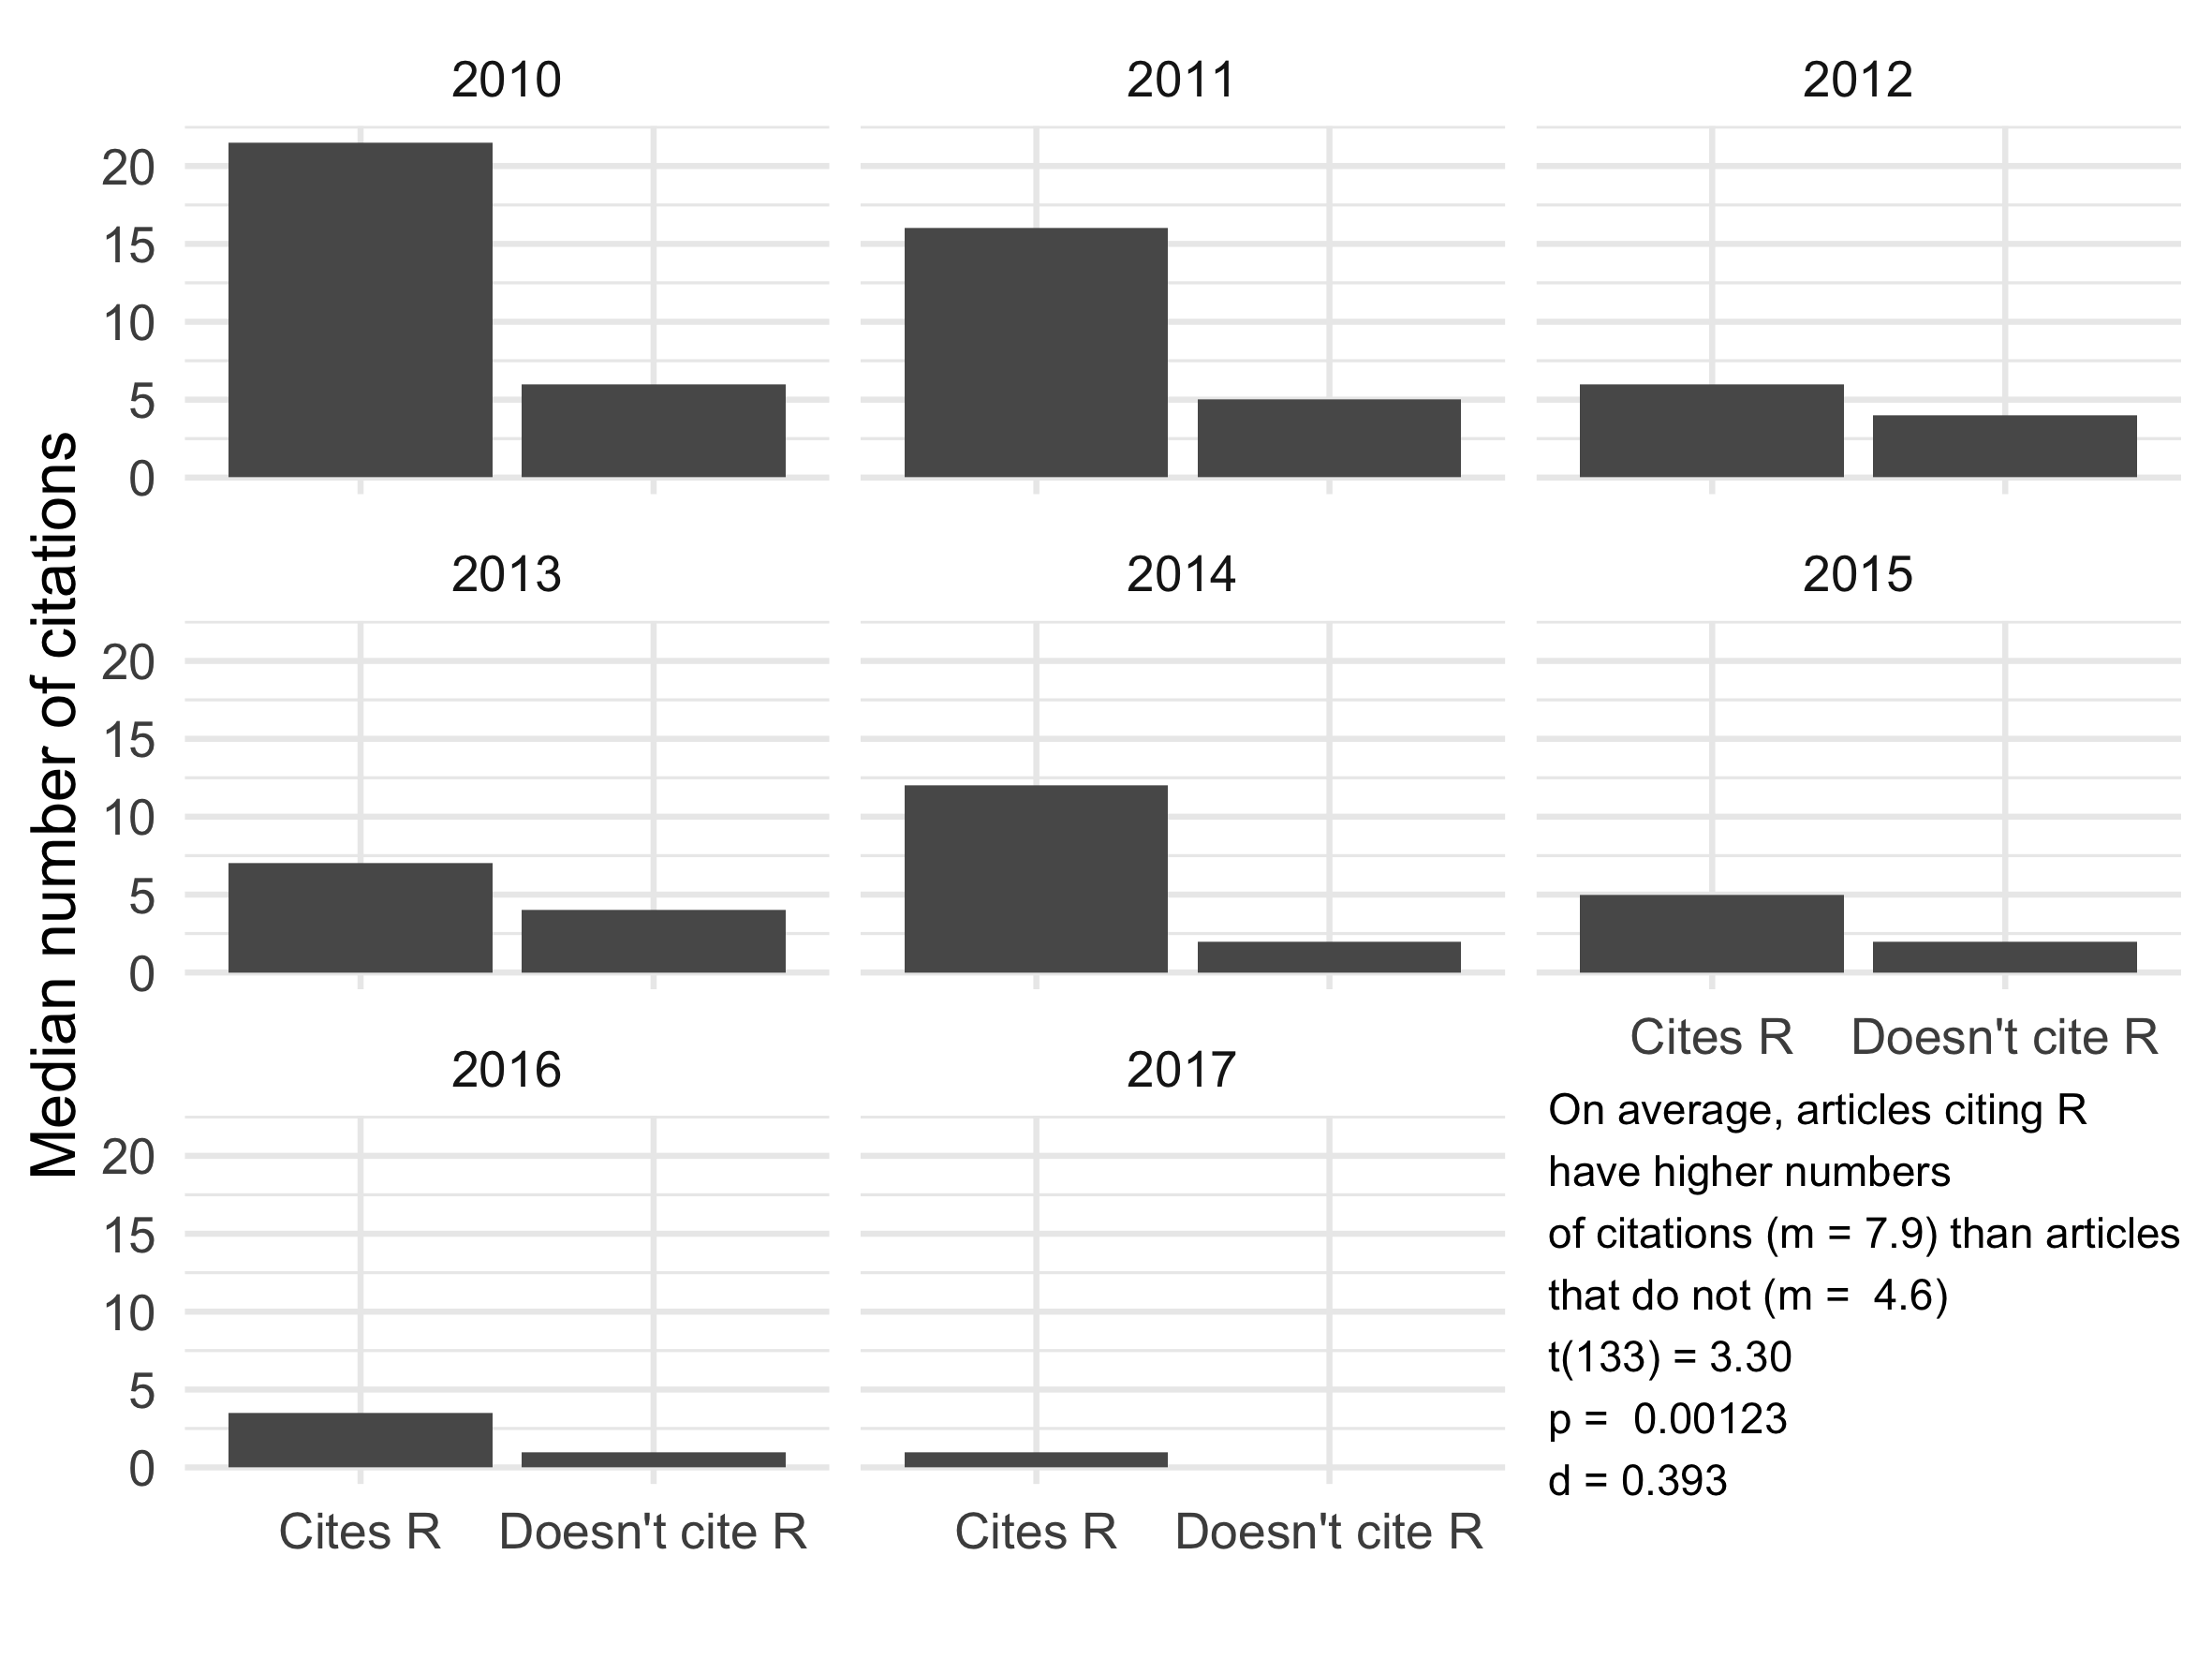 Median number of citations
2010
2011
2012
20
15
10
5
0
2013
2014
2015
20
15
10
5
0
Cites R
Doesn't cite R
2016
2017
20
15
10
5
0
Cites R
Doesn't cite R
Cites R
Doesn't cite R
On average, articles citing R
have higher numbers
of citations (m = 7.9) than articles
that do not (m =  4.6)
t(133) = 3.30
p =  0.00123
d = 0.393